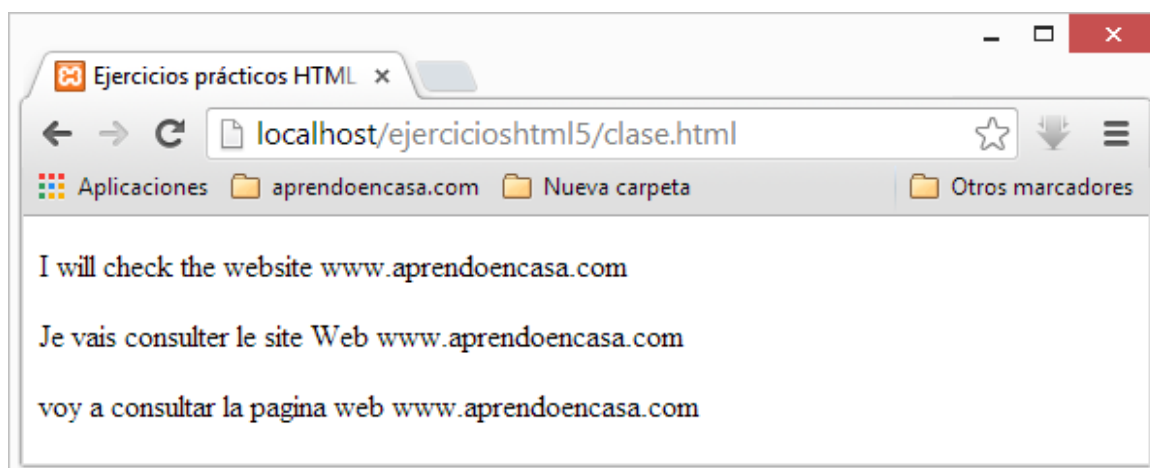 Ejercicios prácticos HTML
localhost/ejercicioshtml5/clase.html
Aplicaciones aprendoencasa.com Nueva carpeta Otros marcadores
I will check the website www.aprendoencasa.com
Je vais consulter le site Web www.aprendoencasa.com
voy a consultar la pagina web www.aprendoencasa.com